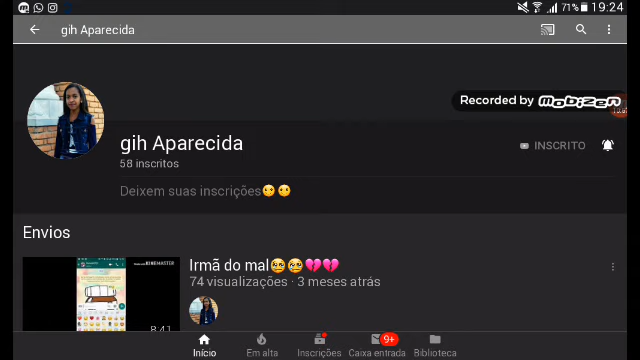 71% 19:24
gih Aparecida
Recorded by MOBIZEN
gih Aparecida
58 inscritos
INSCRITO
Deixem suas inscrições
Envios
Irmã do mal
74 visualizações · 3 meses atrás
8:41
Início
Em alta
Inscrições
9+
Caixa entrada
Biblioteca